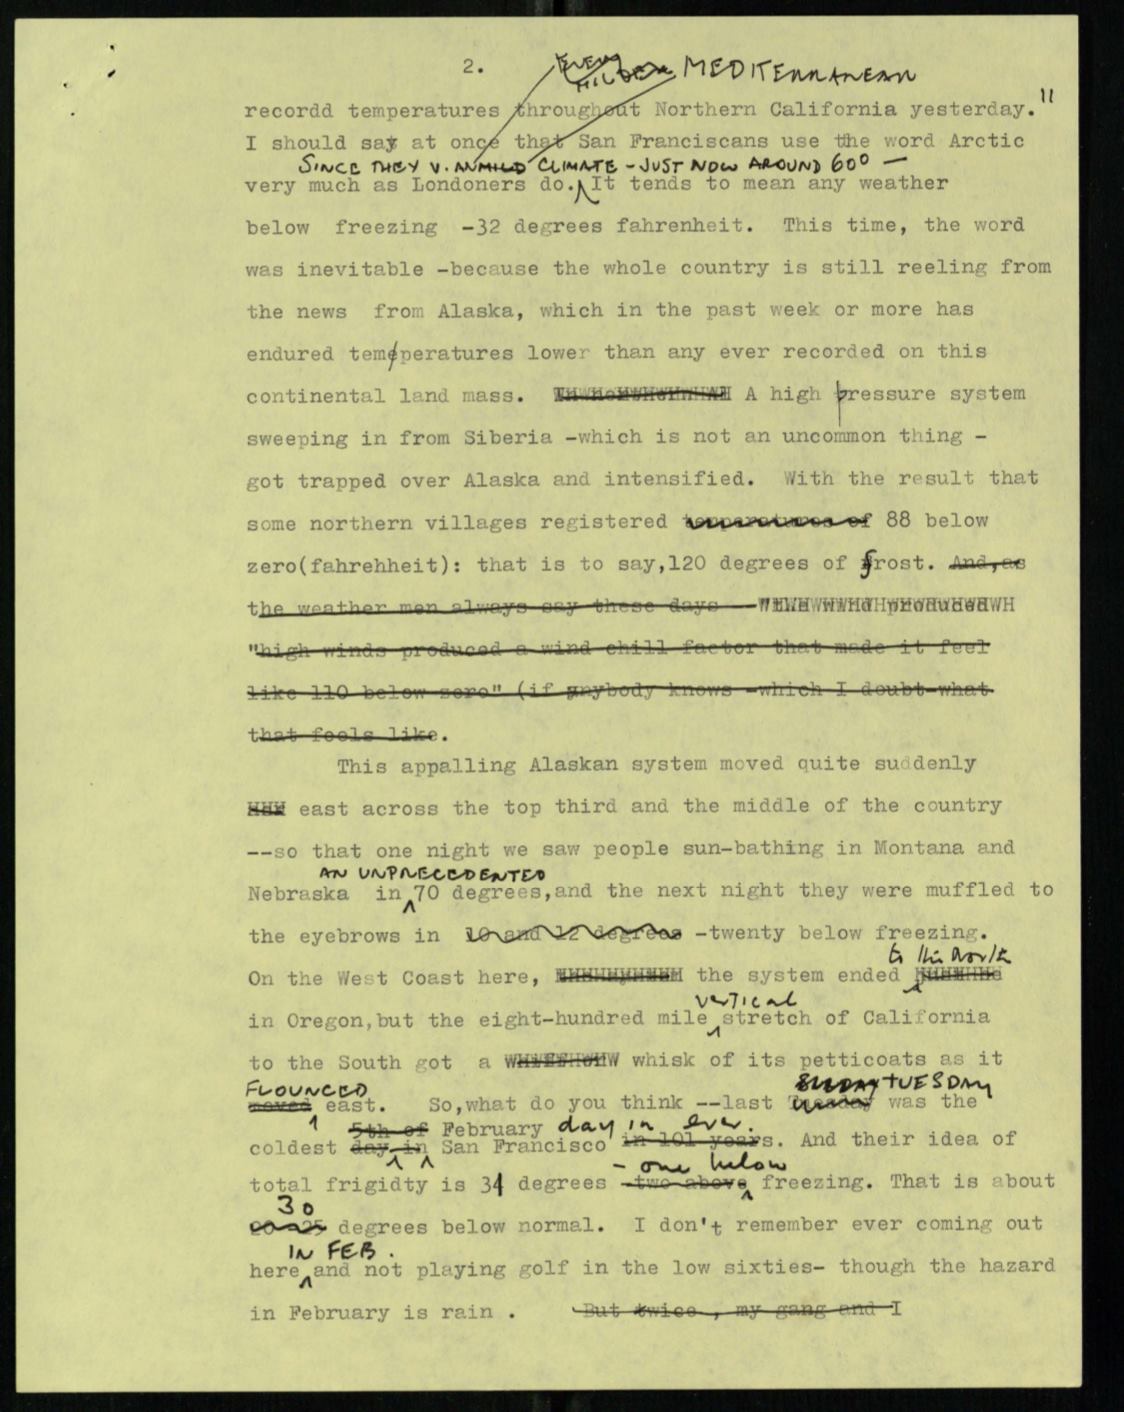 2.
EVEN MILDER MEDITERRANEAN
recordd temperatures throughout Northern California yesterday."
I should say at once that San Franciscans use the word Arctic
SINCE THEY V. AN MILD CLIMATE - JUST NOW AROUND 60° —
very much as Londoners do. It tends to mean any weather
below freezing -32 degrees fahrenheit. This time, the word
was inevitable -because the whole country is still reeling from
the news from Alaska, which in the past week or more has
endured temperatures lower than any ever recorded on this
continental land mass. A high pressure system
sweeping in from Siberia -which is not an uncommon thing -
got trapped over Alaska and intensified. With the result that
some northern villages registered temperatures of 88 below
zero(fahrehheit): that is to say,120 degrees of frost. And,as
the weather men always say these days -- wind produced
"high winds produced a wind chill factor that made it feel
like 110 below zero" (if anybody knows -which I doubt-what
that feels like.
This appalling Alaskan system moved quite suddenly
HHH east across the top third and the middle of the country
--so that one night we saw people sun-bathing in Montana and
AN UNPRECEDENTED
Nebraska in 70 degrees,and the next night they were muffled to
the eyebrows in 10 and 12 degrees -twenty below freezing.
to the North
On the West Coast here, the system ended
vertical
in Oregon,but the eight-hundred mile stretch of California
to the South got a whisk of its petticoats as it
FLOUNCED SUNDAY TUESDAY
moved east. So,what do you think --last Tuesday was the
5th of February day in ever.
coldest day in San Francisco in 101 years. And their idea of
- one below
total frigidty is 31 degrees -two above freezing. That is about
30
20-25 degrees below normal. I don't remember ever coming out
IN FEB.
here and not playing golf in the low sixties- though the hazard
in February is rain . But twice , my gang and I